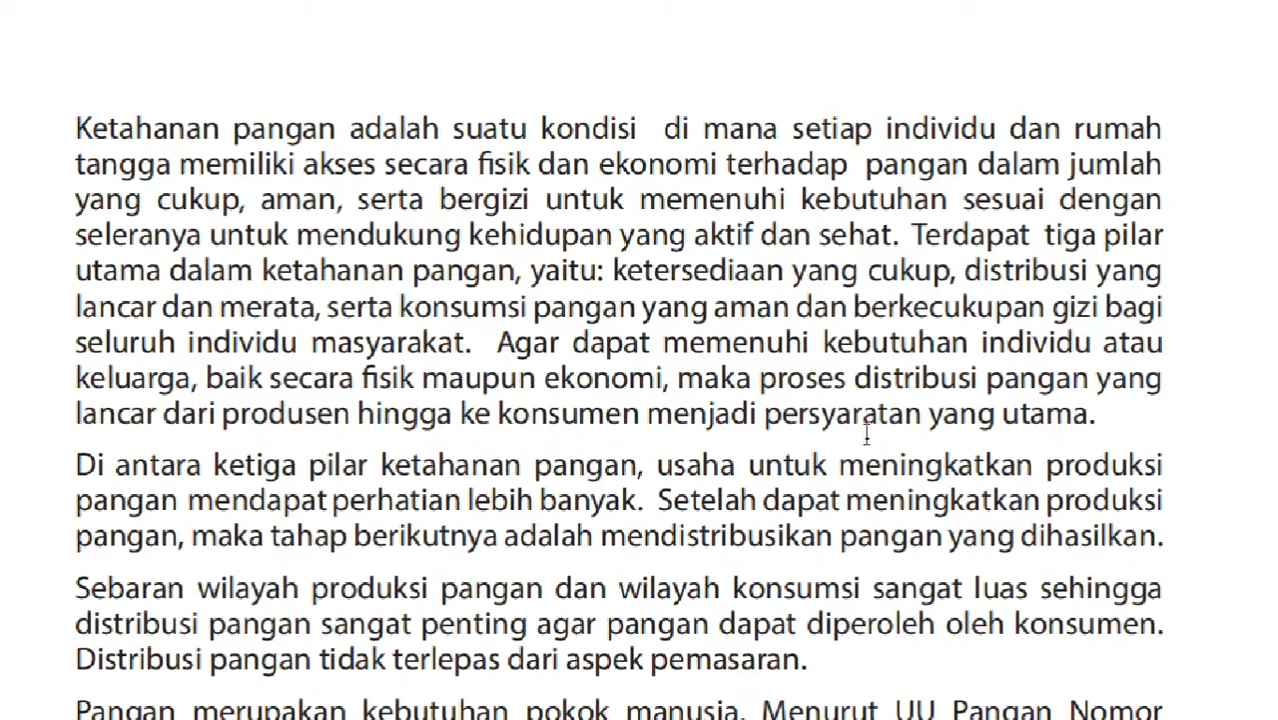 Ketahanan pangan adalah suatu kondisi di mana setiap individu dan rumah
tangga memiliki akses secara fisik dan ekonomi terhadap pangan dalam jumlah
yang cukup, aman, serta bergizi untuk memenuhi kebutuhan sesuai dengan
seleranya untuk mendukung kehidupan yang aktif dan sehat. Terdapat tiga pilar
utama dalam ketahanan pangan, yaitu: ketersediaan yang cukup, distribusi yang
lancar dan merata, serta konsumsi pangan yang aman dan berkecukupan gizi bagi
seluruh individu masyarakat. Agar dapat memenuhi kebutuhan individu atau
keluarga, baik secara fisik maupun ekonomi, maka proses distribusi pangan yang
lancar dari produsen hingga ke konsumen menjadi persyaratan yang utama.
Di antara ketiga pilar ketahanan pangan, usaha untuk meningkatkan produksi
pangan mendapat perhatian lebih banyak. Setelah dapat meningkatkan produksi
pangan, maka tahap berikutnya adalah mendistribusikan pangan yang dihasilkan.
Sebaran wilayah produksi pangan dan wilayah konsumsi sangat luas sehingga
distribusi pangan sangat penting agar pangan dapat diperoleh oleh konsumen.
Distribusi pangan tidak terlepas dari aspek pemasaran.
Pangan merupakan kebutuhan pokok manusia. Menurut UU Pangan Nomor